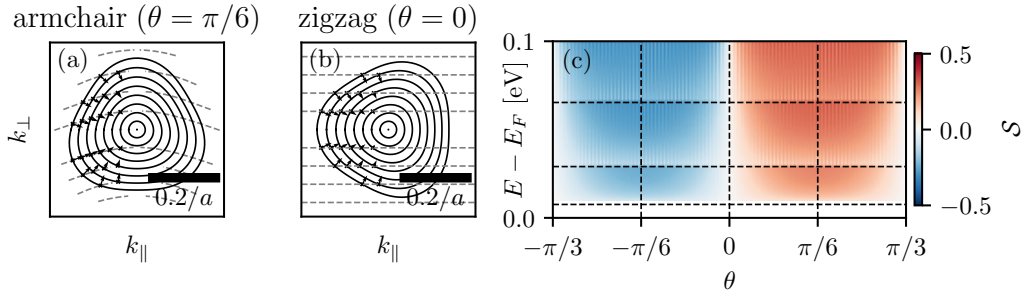 armchair (θ = π/6)
zigzag (θ = 0)
(a)
(b)
(c)
k⊥
0.2/a
0.2/a
k∥
k∥
0.1
0.0
E − E_F [eV]
−π/3
−π/6
0
π/6
π/3
θ
0.5
0.0
−0.5
𝒮